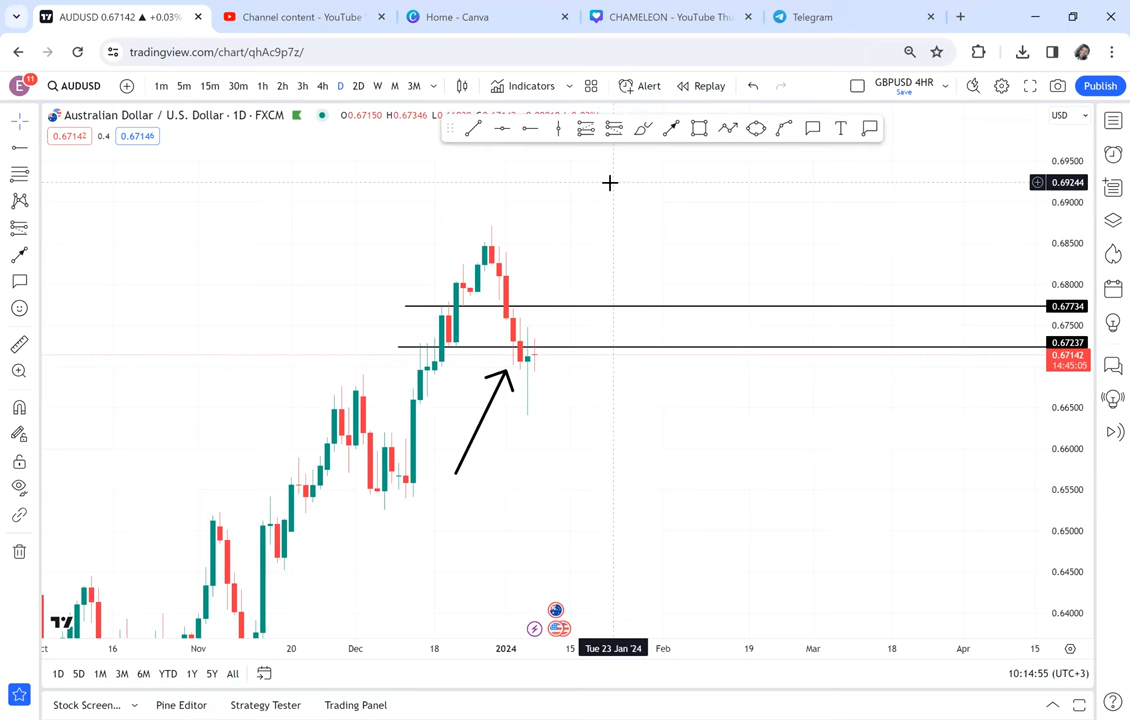 AUDUSD 0.67142 ▲ +0.03%
Channel content - YouTube
Home - Canva
CHAMELEON - YouTube Thu
Telegram
tradingview.com/chart/qhAc9p7z/
E 11
AUDUSD
1m 5m 15m 30m 1h 2h 3h 4h D 2D W M 3M
Indicators
Alert
Replay
GBPUSD 4HR
Save
Publish
Australian Dollar / U.S. Dollar · 1D · FXCM
O0.67150 H0.67346
USD
0.67142 0.4 0.67146
0.69500
0.69244
0.69000
0.68500
0.68000
0.67734
0.67500
0.67237
0.67142
14:45:05
0.66500
0.66000
0.65500
0.65000
0.64500
0.64000
16 Nov 20 Dec 18 2024 15 Tue 23 Jan '24 Feb 19 Mar 18 Apr 15
1D 5D 1M 3M 6M YTD 1Y 5Y All
10:14:55 (UTC+3)
Stock Screen...
Pine Editor
Strategy Tester
Trading Panel